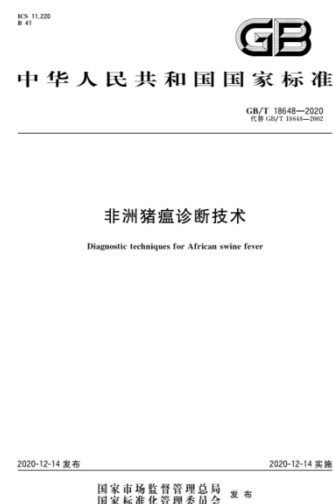 ICS 11.220
B 41
GB
中华人民共和国国家标准
GB/T 18648—2020
代替 GB/T 18648—2002
非洲猪瘟诊断技术
Diagnostic techniques for African swine fever
2020-12-14 发布
2020-12-14 实施
国家市场监督管理总局
国家标准化管理委员会
发布